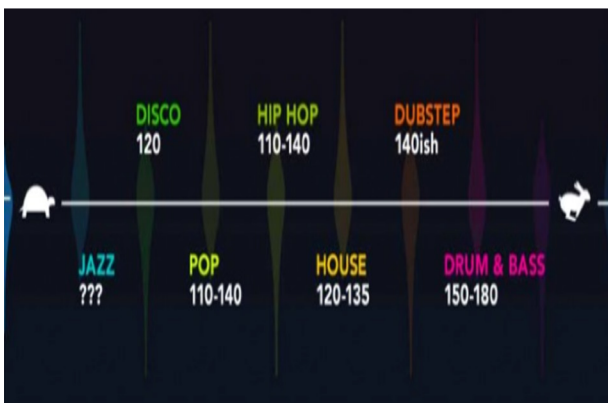 DISCO
120
HIP HOP
110-140
DUBSTEP
140ish
JAZZ
???
POP
110-140
HOUSE
120-135
DRUM & BASS
150-180